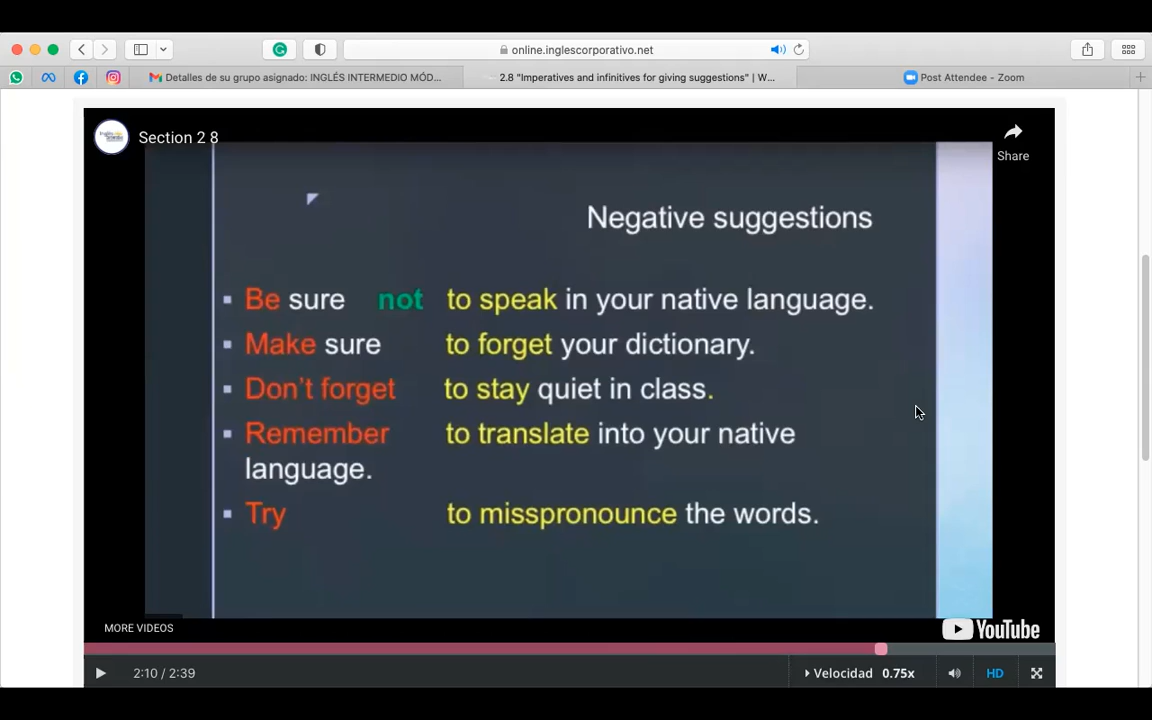 online.inglescorporativo.net
Detalles de su grupo asignado: INGLÉS INTERMEDIO MÓD...
2.8 "Imperatives and infinitives for giving suggestions" | W...
Post Attendee - Zoom
Section 2 8
Share
Negative suggestions
Be sure not to speak in your native language.
Make sure to forget your dictionary.
Don't forget to stay quiet in class.
Remember to translate into your native
language.
Try to misspronounce the words.
MORE VIDEOS
YouTube
2:10 / 2:39
Velocidad 0.75x
HD